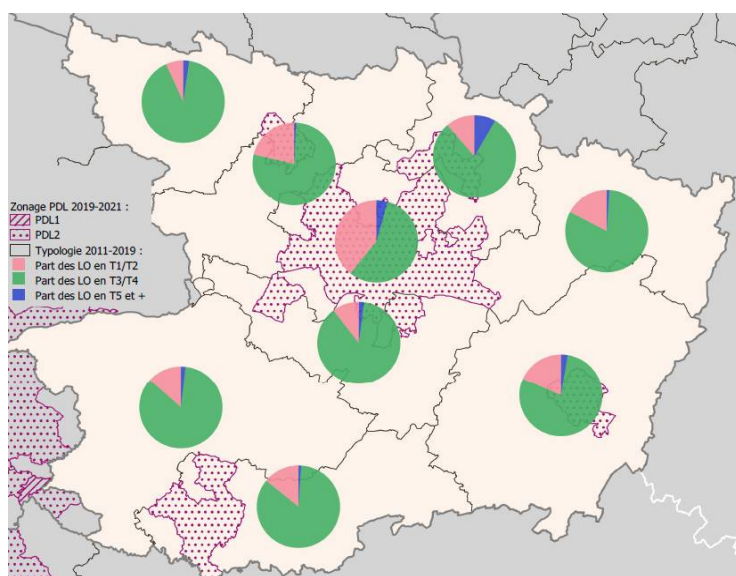 Zonage PDL 2019-2021 :
PDL1
PDL2
Typologie 2011-2019 :
Part des LO en T1/T2
Part des LO en T3/T4
Part des LO en T5 et +